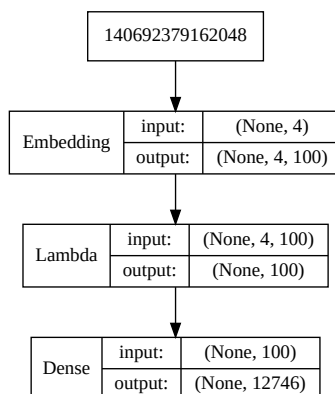 140692379162048
Embedding
input: (None, 4)
output: (None, 4, 100)
Lambda
input: (None, 4, 100)
output: (None, 100)
Dense
input: (None, 100)
output: (None, 12746)